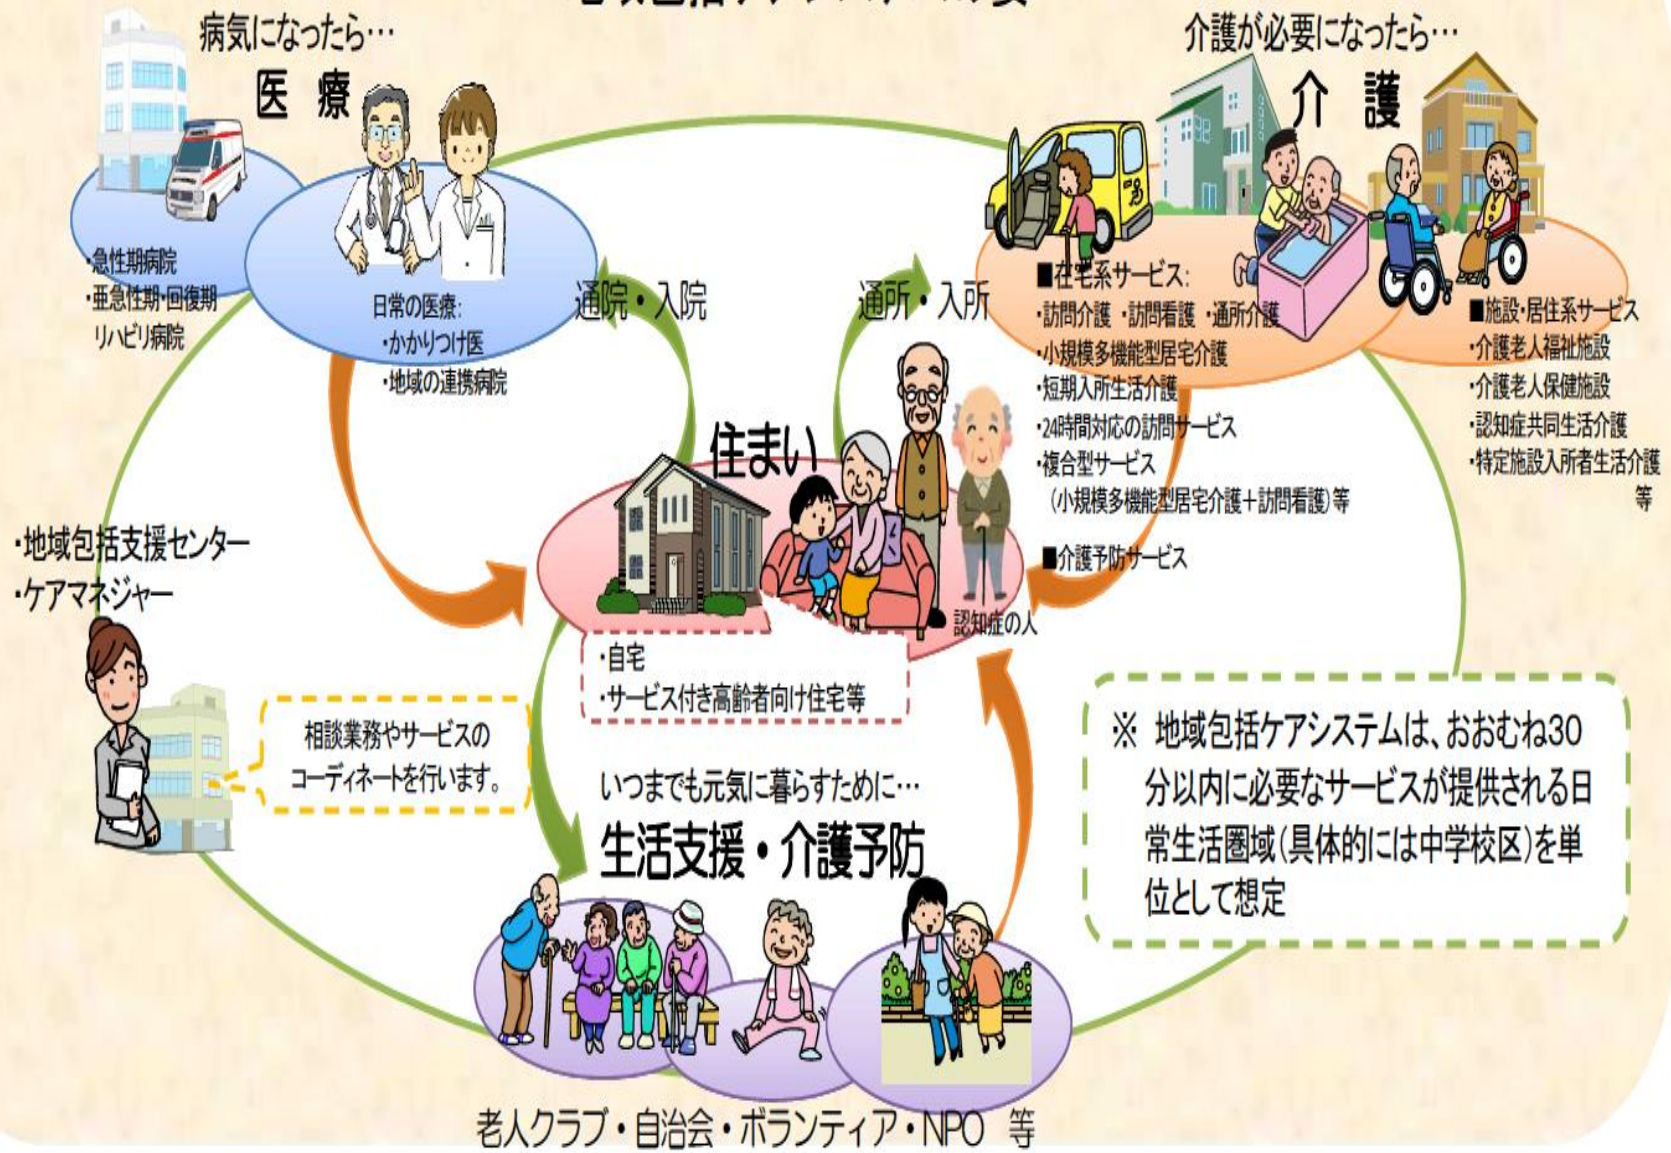 病気になったら…
医 療
・急性期病院
・亜急性期・回復期
リハビリ病院
日常の医療:
・かかりつけ医
・地域の連携病院
通院・入院
通所・入所
介護が必要になったら…
介 護
■在宅系サービス:
・訪問介護 ・訪問看護 ・通所介護
・小規模多機能型居宅介護
・短期入所生活介護
・24時間対応の訪問サービス
・複合型サービス
(小規模多機能型居宅介護+訪問看護)等
■介護予防サービス
■施設・居住系サービス
・介護老人福祉施設
・介護老人保健施設
・認知症共同生活介護
・特定施設入所者生活介護
等
住まい
認知症の人
・自宅
・サービス付き高齢者向け住宅等
・地域包括支援センター
・ケアマネジャー
相談業務やサービスの
コーディネートを行います。
いつまでも元気に暮らすために…
生活支援・介護予防
老人クラブ・自治会・ボランティア・NPO 等
※ 地域包括ケアシステムは、おおむね30
分以内に必要なサービスが提供される日
常生活圏域(具体的には中学校区)を単
位として想定